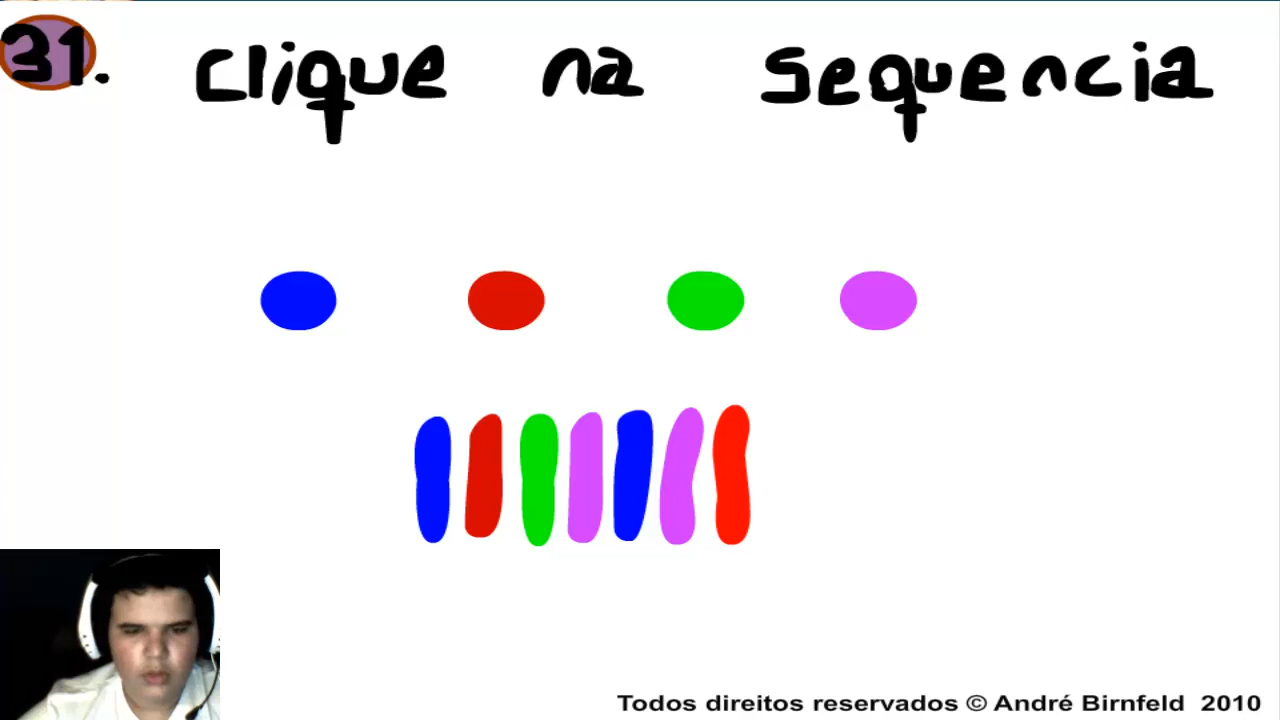 31. clique na sequencia
Todos direitos reservados © André Birnfeld 2010